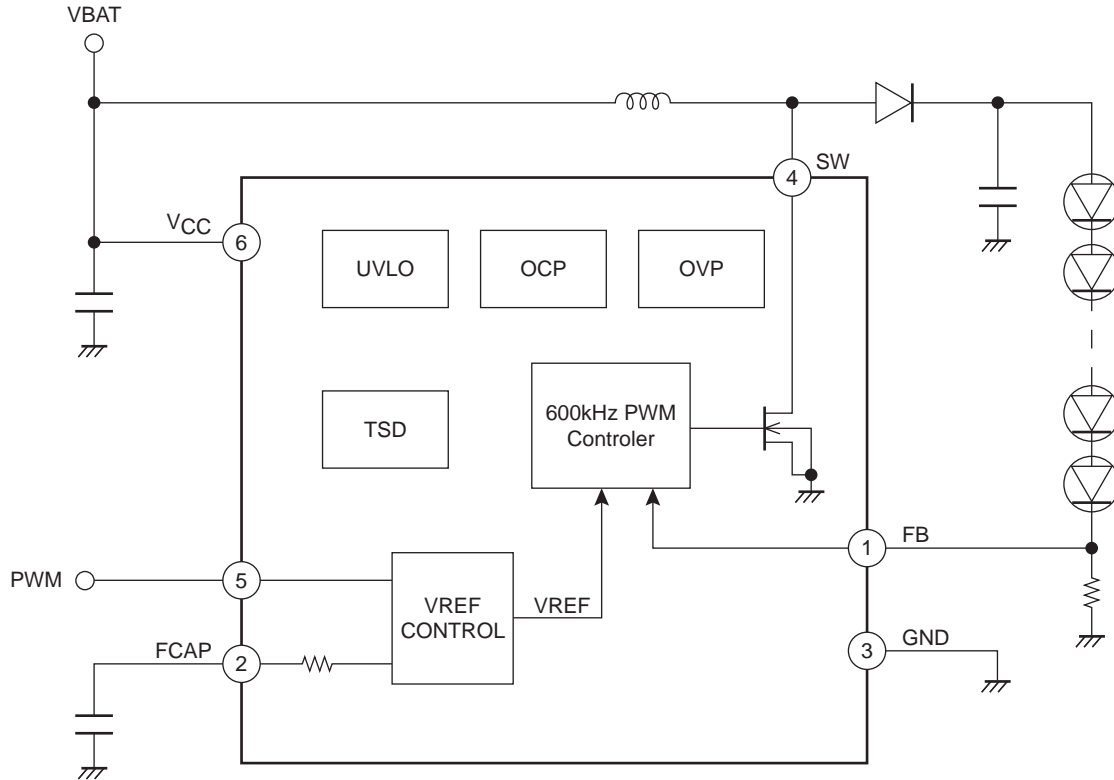 VBAT
SW
4
VCC
6
UVLO
OCP
OVP
TSD
600kHz PWM
Controler
FB
1
PWM
5
VREF
CONTROL
VREF
FCAP
2
GND
3